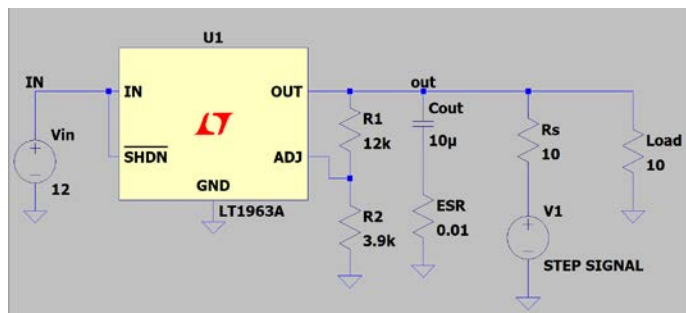 U1
IN
IN
OUT
out
Vin
12
SHDN
ADJ
GND
LT1963A
R1
12k
R2
3.9k
Cout
10µ
ESR
0.01
Rs
10
V1
STEP SIGNAL
Load
10